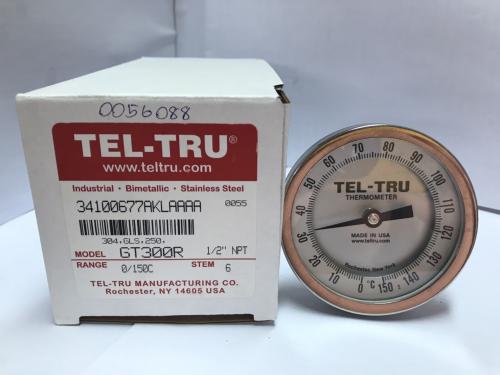 0056088
TEL-TRU®
www.teltru.com
Industrial • Bimetallic • Stainless Steel
34100677AKLAAAA 0055
304,GLS,250,
MODEL GT300R 1/2" NPT
RANGE 0/150C STEM 6
TEL-TRU MANUFACTURING CO.
Rochester, NY 14605 USA
0 10 20 30 40 50 60 70 80 90 100 110 120 130 140 150
TEL-TRU
THERMOMETER
MADE IN USA
www.teltru.com
Rochester New York
°C